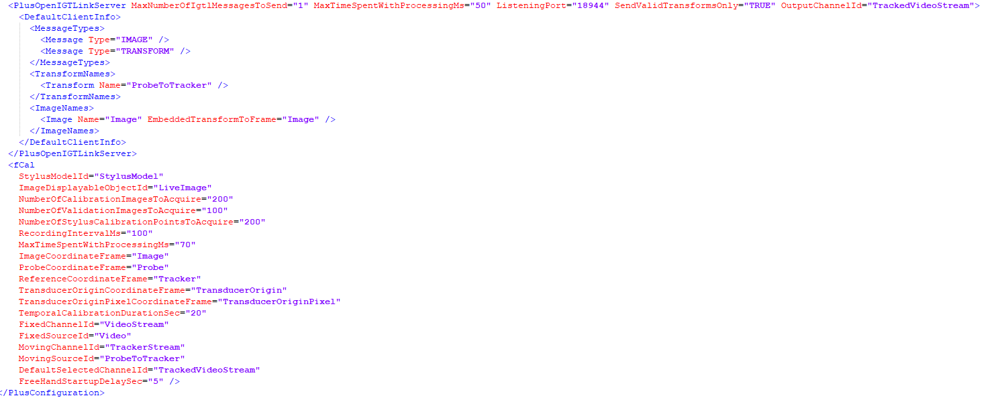 <PlusOpenIGTLinkServer MaxNumberOfIgtlMessagesToSend="1" MaxTimeSpentWithProcessingMs="50" ListeningPort="18944" SendValidTransformsOnly="TRUE" OutputChannelId="TrackedVideoStream">
<DefaultClientInfo>
<MessageTypes>
<Message Type="IMAGE" />
<Message Type="TRANSFORM" />
</MessageTypes>
<TransformNames>
<Transform Name="ProbeToTracker" />
</TransformNames>
<ImageNames>
<Image Name="Image" EmbeddedTransformToFrame="Image" />
</ImageNames>
</DefaultClientInfo>
</PlusOpenIGTLinkServer>
<fCal
StylusModelId="StylusModel"
ImageDisplayableObjectId="LiveImage"
NumberOfCalibrationImagesToAcquire="200"
NumberOfValidationImagesToAcquire="100"
NumberOfStylusCalibrationPointsToAcquire="200"
RecordingIntervalMs="100"
MaxTimeSpentWithProcessingMs="70"
ImageCoordinateFrame="Image"
ProbeCoordinateFrame="Probe"
ReferenceCoordinateFrame="Tracker"
TransducerOriginCoordinateFrame="TransducerOrigin"
TransducerOriginPixelCoordinateFrame="TransducerOriginPixel"
TemporalCalibrationDurationSec="20"
FixedChannelId="VideoStream"
FixedSourceId="Video"
MovingChannelId="TrackerStream"
MovingSourceId="ProbeToTracker"
DefaultSelectedChannelId="TrackedVideoStream"
FreeHandStartupDelaySec="5" />
</PlusConfiguration>